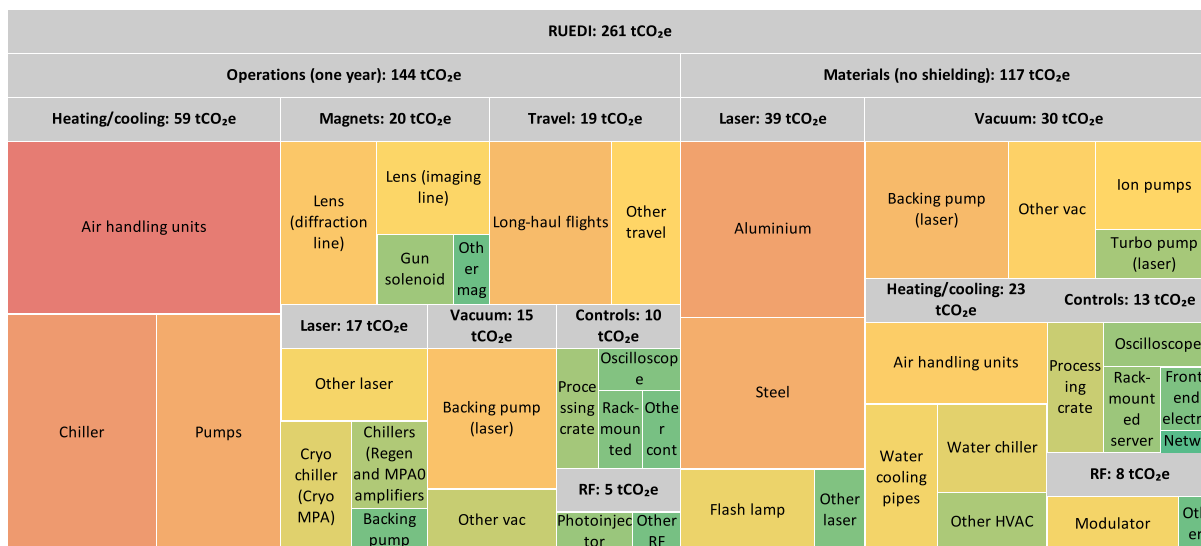 RUEDI: 261 tCO₂e
Operations (one year): 144 tCO₂e
Materials (no shielding): 117 tCO₂e
Heating/cooling: 59 tCO₂e
Magnets: 20 tCO₂e
Travel: 19 tCO₂e
Laser: 39 tCO₂e
Vacuum: 30 tCO₂e
Air handling units
Chiller
Pumps
Lens
(diffraction
line)
Lens (imaging
line)
Gun
solenoid
Oth
er
mag
Long-haul flights
Other
travel
Laser: 17 tCO₂e
Other laser
Cryo
chiller
(Cryo
MPA)
Chillers
(Regen
and MPA0
amplifiers
Backing
pump
Vacuum: 15
tCO₂e
Backing pump
(laser)
Other vac
Controls: 10
tCO₂e
Proce
ssing
crate
Oscilloscop
e
Rack-
moun
ted
Othe
r
cont
RF: 5 tCO₂e
Photoinjec
tor
Other
RF
Aluminium
Steel
Flash lamp
Other
laser
Backing pump
(laser)
Other vac
Ion pumps
Turbo pump
(laser)
Heating/cooling: 23
tCO₂e
Air handling units
Water
cooling
pipes
Water chiller
Other HVAC
Controls: 13 tCO₂e
Process
ing
crate
Oscilloscope
Rack-
mount
ed
server
Front
end
electr
Netw
RF: 8 tCO₂e
Modulator
Oth
er